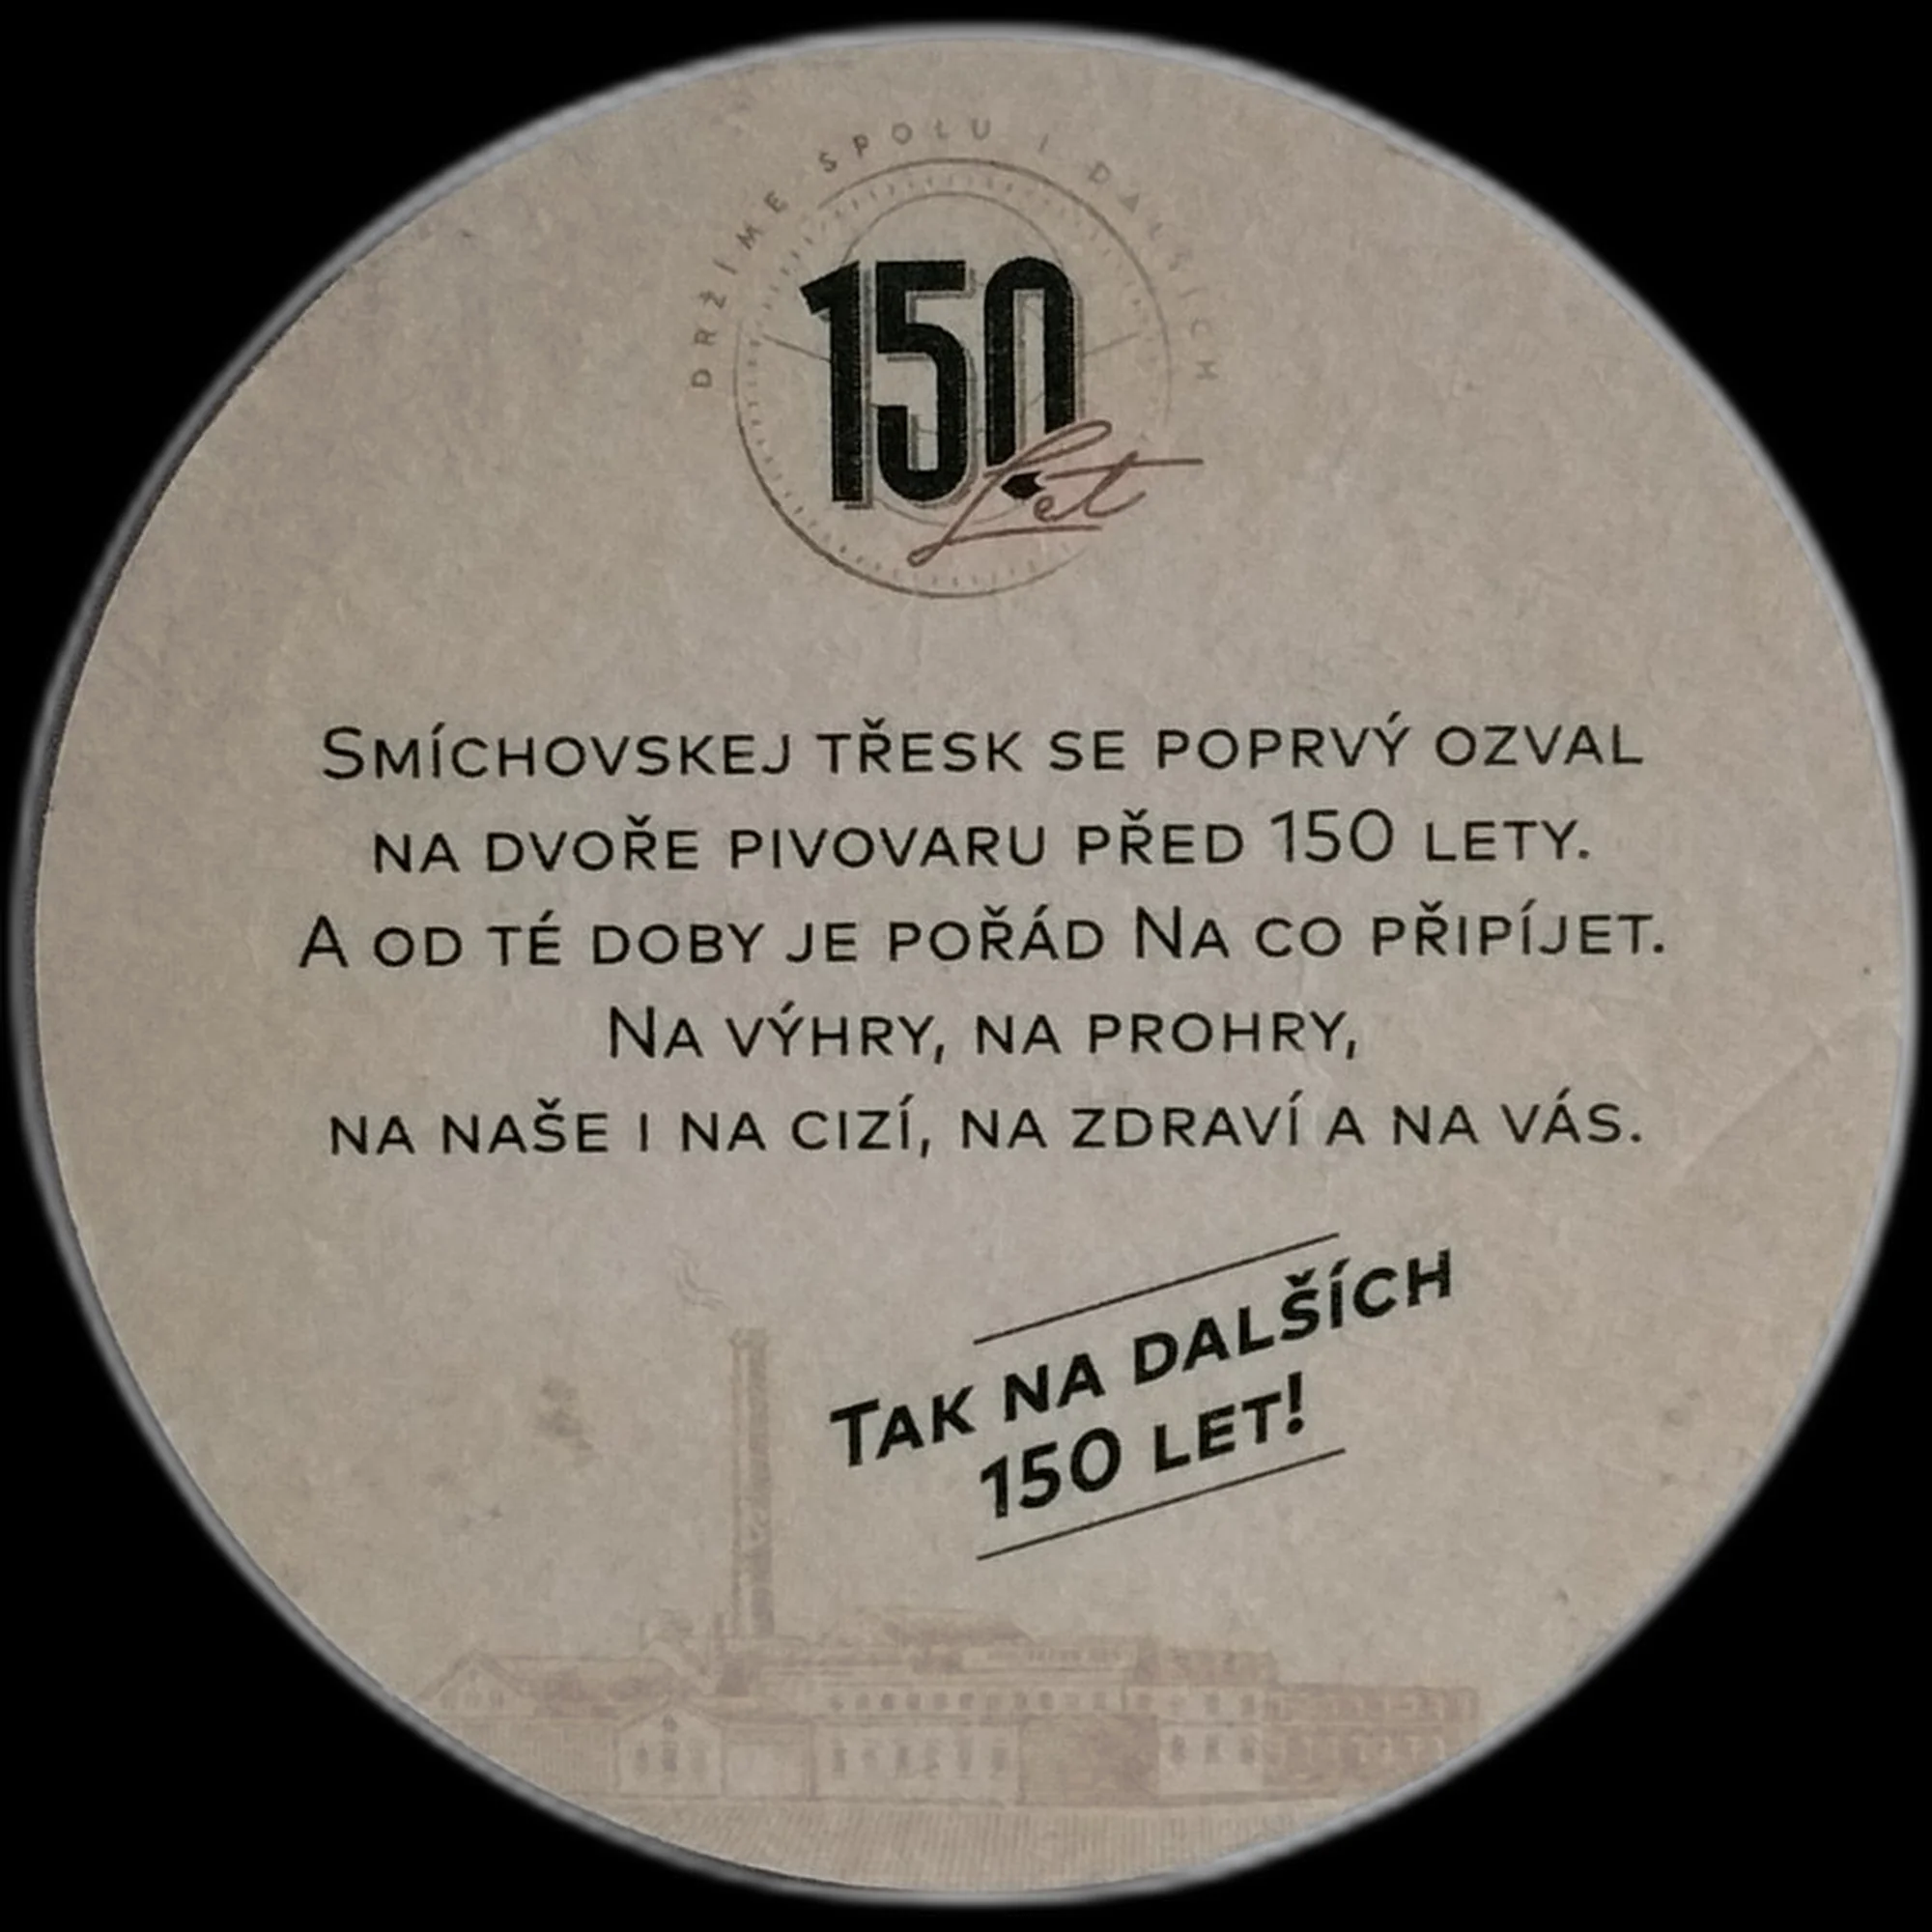 DRŽÍME SPOLU I DALŠÍCH
150
let
SMÍCHOVSKEJ TŘESK SE POPRVÝ OZVAL
NA DVOŘE PIVOVARU PŘED 150 LETY.
A OD TÉ DOBY JE POŘÁD NA CO PŘIPÍJET.
NA VÝHRY, NA PROHRY,
NA NAŠE I NA CIZÍ, NA ZDRAVÍ A NA VÁS.
TAK NA DALŠÍCH
150 LET!